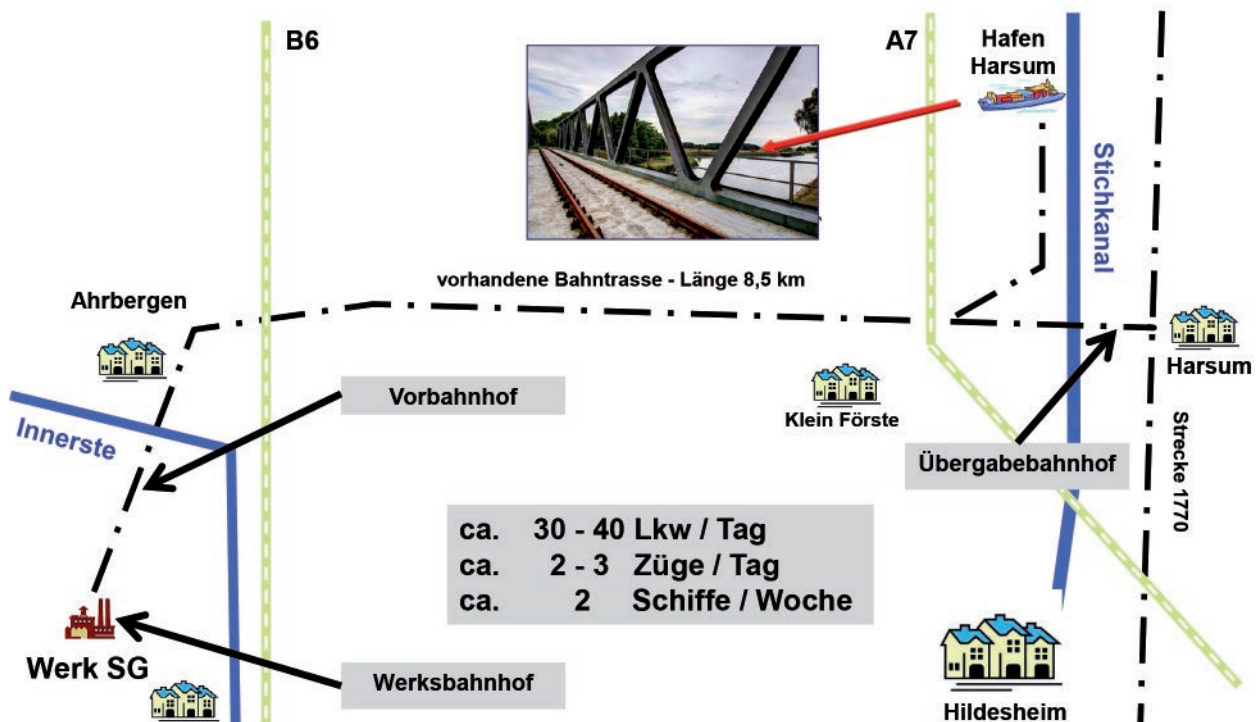 B6
A7
Hafen
Harsum
Stichkanal
vorhandene Bahntrasse - Länge 8,5 km
Ahrbergen
Harsum
Vorbahnhof
Klein Förste
Innerste
Übergabebahnhof
Strecke 1770
ca. 30 - 40 Lkw / Tag
ca. 2 - 3 Züge / Tag
ca. 2 Schiffe / Woche
Werk SG
Werksbahnhof
Hildesheim